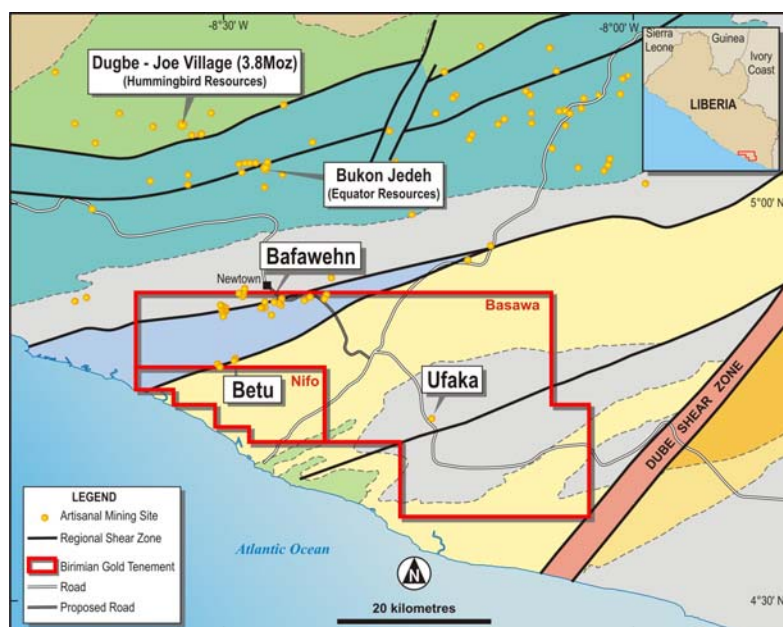 -8°30'
-8°00'
Dugbe - Joe Village (3.8Moz)
(Hummingbird Resources)
Sierra
Leone
Guinea
Ivory
Coast
LIBERIA
Bukon Jedeh
(Equator Resources)
5°00' N
Bafawehn
Newtown
Basawa
Betu
Nifo
Ufaka
DUBE SHEAR ZONE
LEGEND
Artisanal Mining Site
Regional Shear Zone
Birimian Gold Tenement
Road
Proposed Road
Atlantic Ocean
N
20 kilometres
4°30' N